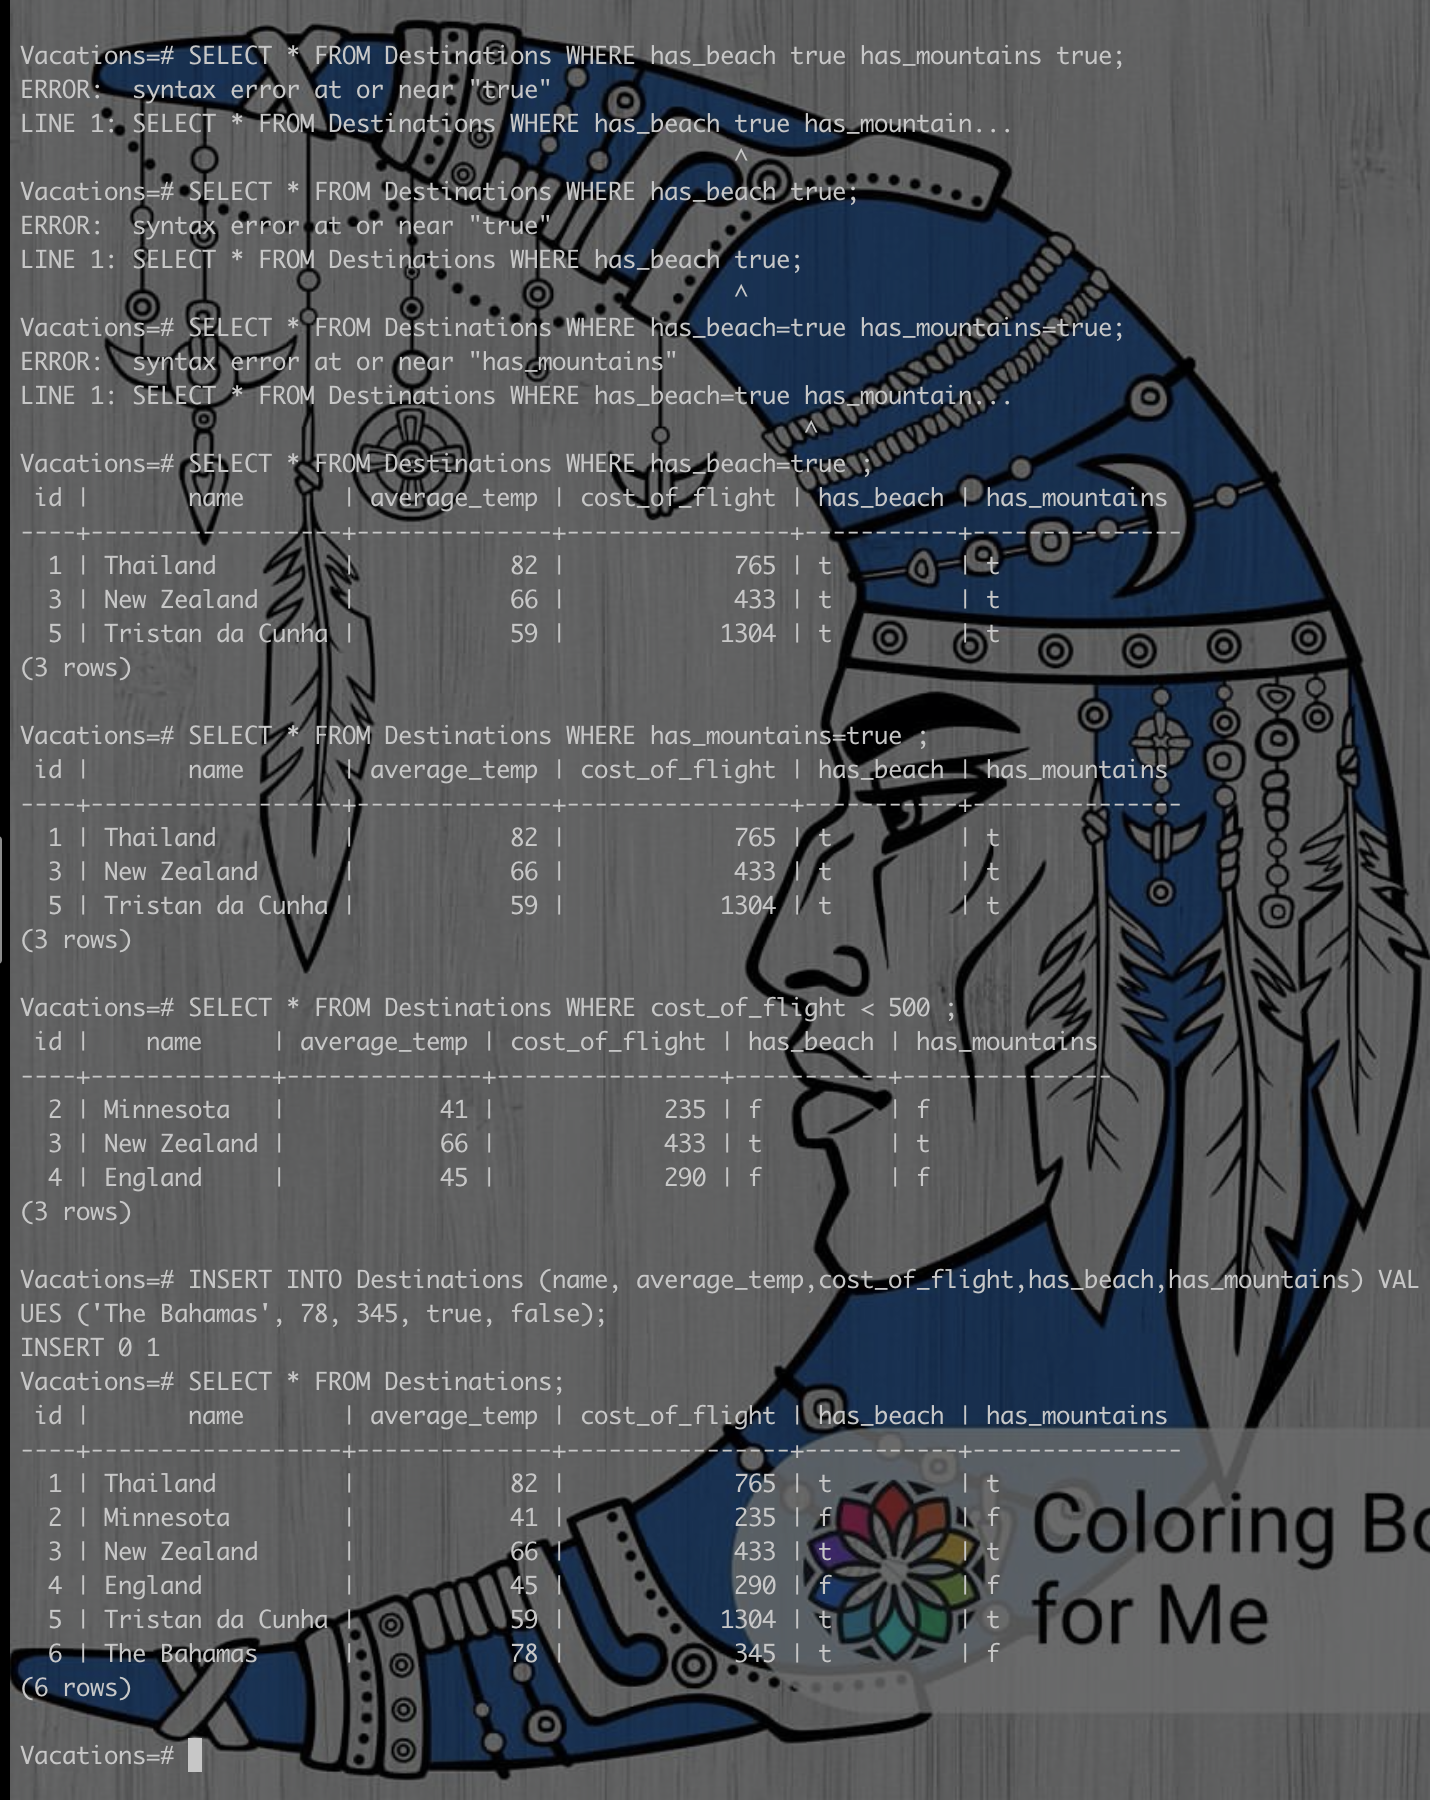 Vacations=# SELECT * FROM Destinations WHERE has_beach true has_mountains true;
ERROR:  syntax error at or near "true"
LINE 1: SELECT * FROM Destinations WHERE has_beach true has_mountain...
                                                   ^
Vacations=# SELECT * FROM Destinations WHERE has_beach true;
ERROR:  syntax error at or near "true"
LINE 1: SELECT * FROM Destinations WHERE has_beach true;
                                                   ^
Vacations=# SELECT * FROM Destinations WHERE has_beach=true has_mountains=true;
ERROR:  syntax error at or near "has_mountains"
LINE 1: SELECT * FROM Destinations WHERE has_beach=true has_mountain...
                                                        ^
Vacations=# SELECT * FROM Destinations WHERE has_beach=true ;
 id |       name       | average_temp | cost_of_flight | has_beach | has_mountains
----+------------------+--------------+----------------+-----------+---------------
  1 | Thailand         |           82 |            765 | t         | t
  3 | New Zealand      |           66 |            433 | t         | t
  5 | Tristan da Cunha |           59 |           1304 | t         | t
(3 rows)

Vacations=# SELECT * FROM Destinations WHERE has_mountains=true ;
 id |       name       | average_temp | cost_of_flight | has_beach | has_mountains
----+------------------+--------------+----------------+-----------+---------------
  1 | Thailand         |           82 |            765 | t         | t
  3 | New Zealand      |           66 |            433 | t         | t
  5 | Tristan da Cunha |           59 |           1304 | t         | t
(3 rows)

Vacations=# SELECT * FROM Destinations WHERE cost_of_flight < 500 ;
 id |    name     | average_temp | cost_of_flight | has_beach | has_mountains
----+-------------+--------------+----------------+-----------+---------------
  2 | Minnesota   |           41 |            235 | f         | f
  3 | New Zealand |           66 |            433 | t         | t
  4 | England     |           45 |            290 | f         | f
(3 rows)

Vacations=# INSERT INTO Destinations (name, average_temp,cost_of_flight,has_beach,has_mountains) VAL
UES ('The Bahamas', 78, 345, true, false);
INSERT 0 1
Vacations=# SELECT * FROM Destinations;
 id |       name       | average_temp | cost_of_flight | has_beach | has_mountains
----+------------------+--------------+----------------+-----------+---------------
  1 | Thailand         |           82 |            765 | t         | t
  2 | Minnesota        |           41 |            235 | f         | f
  3 | New Zealand      |           66 |            433 | t         | t
  4 | England          |           45 |            290 | f         | f
  5 | Tristan da Cunha |           59 |           1304 | t         | t
  6 | The Bahamas      |           78 |            345 | t         | f
(6 rows)

Vacations=#
Coloring Bo
for Me